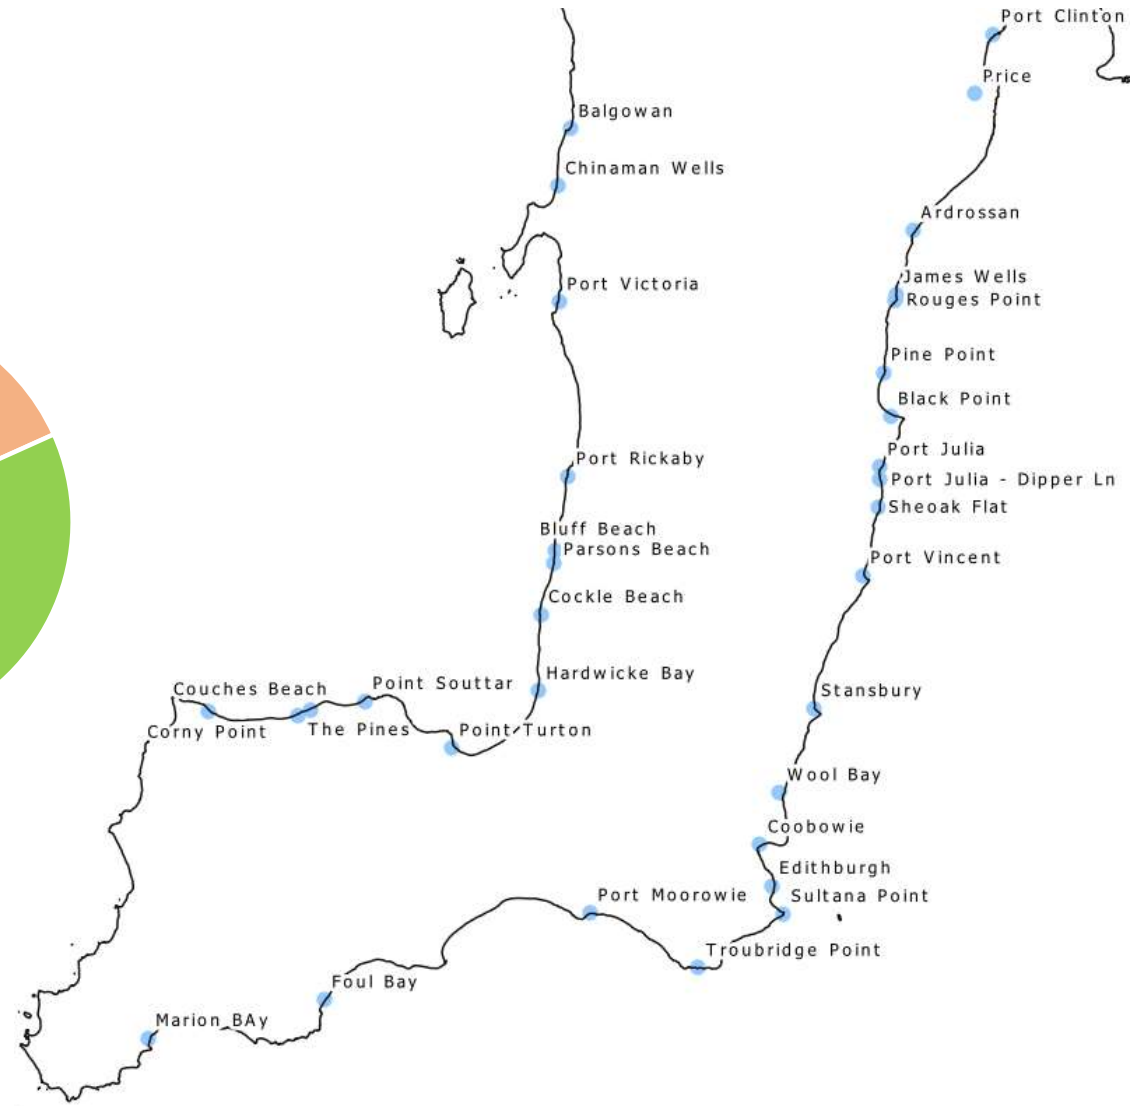 Port Clinton
Price
Balgowan
Chinaman Wells
Ardrossan
James Wells
Port Victoria
Rouges Point
Pine Point
Black Point
Port Julia
Port Rickaby
Port Julia - Dipper Ln
Sheoak Flat
Bluff Beach
Parsons Beach
Port Vincent
Cockle Beach
Hardwicke Bay
Point Souttar
Couches Beach
Stansbury
Corny Point
The Pines
Point Turton
Wool Bay
Coobowie
Edithburgh
Port Moorowie
Sultana Point
Troubridge Point
Foul Bay
Marion BAy